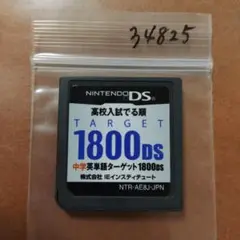 34825
NINTENDO DS™
高校入試でる順
TARGET
1800DS
中学英単語ターゲット1800DS
株式会社 IEインスティテュート
NTR-AE8J-JPN